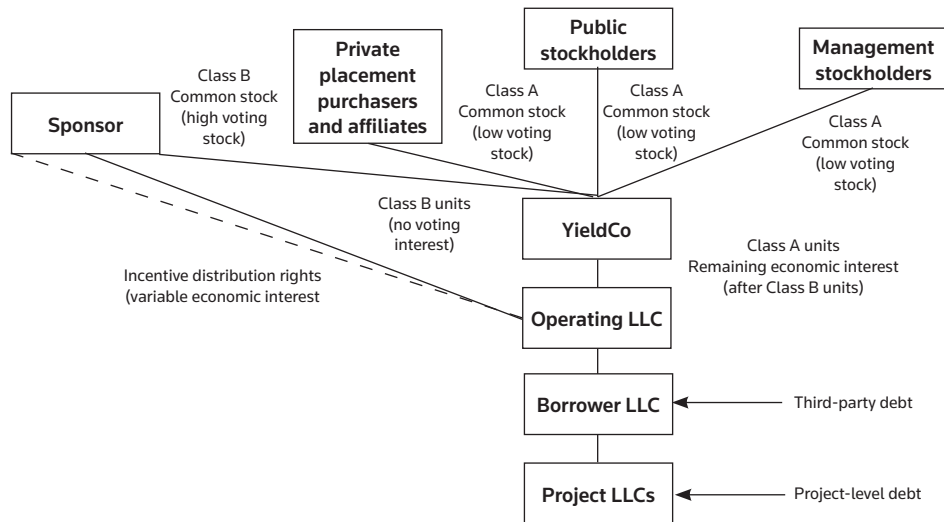 Public
stockholders
Private
placement
purchasers
and affiliates
Management
stockholders
Class B
Common stock
(high voting
stock)
Sponsor
Class A
Common stock
(low voting
stock)
Class A
Common stock
(low voting
stock)
Class A
Common stock
(low voting
stock)
Class B units
(no voting
interest)
YieldCo
Class A units
Remaining economic interest
(after Class B units)
Incentive distribution rights
(variable economic interest
Operating LLC
Borrower LLC
Third-party debt
Project LLCs
Project-level debt